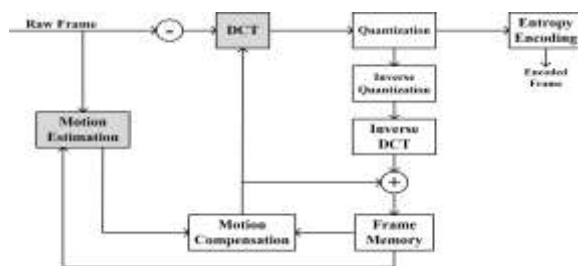 Raw Frame
-
DCT
Quantization
Entropy
Encoding
Encoded
Frame
Inverse
Quantization
Motion
Estimation
Inverse
DCT
+
Motion
Compensation
Frame
Memory